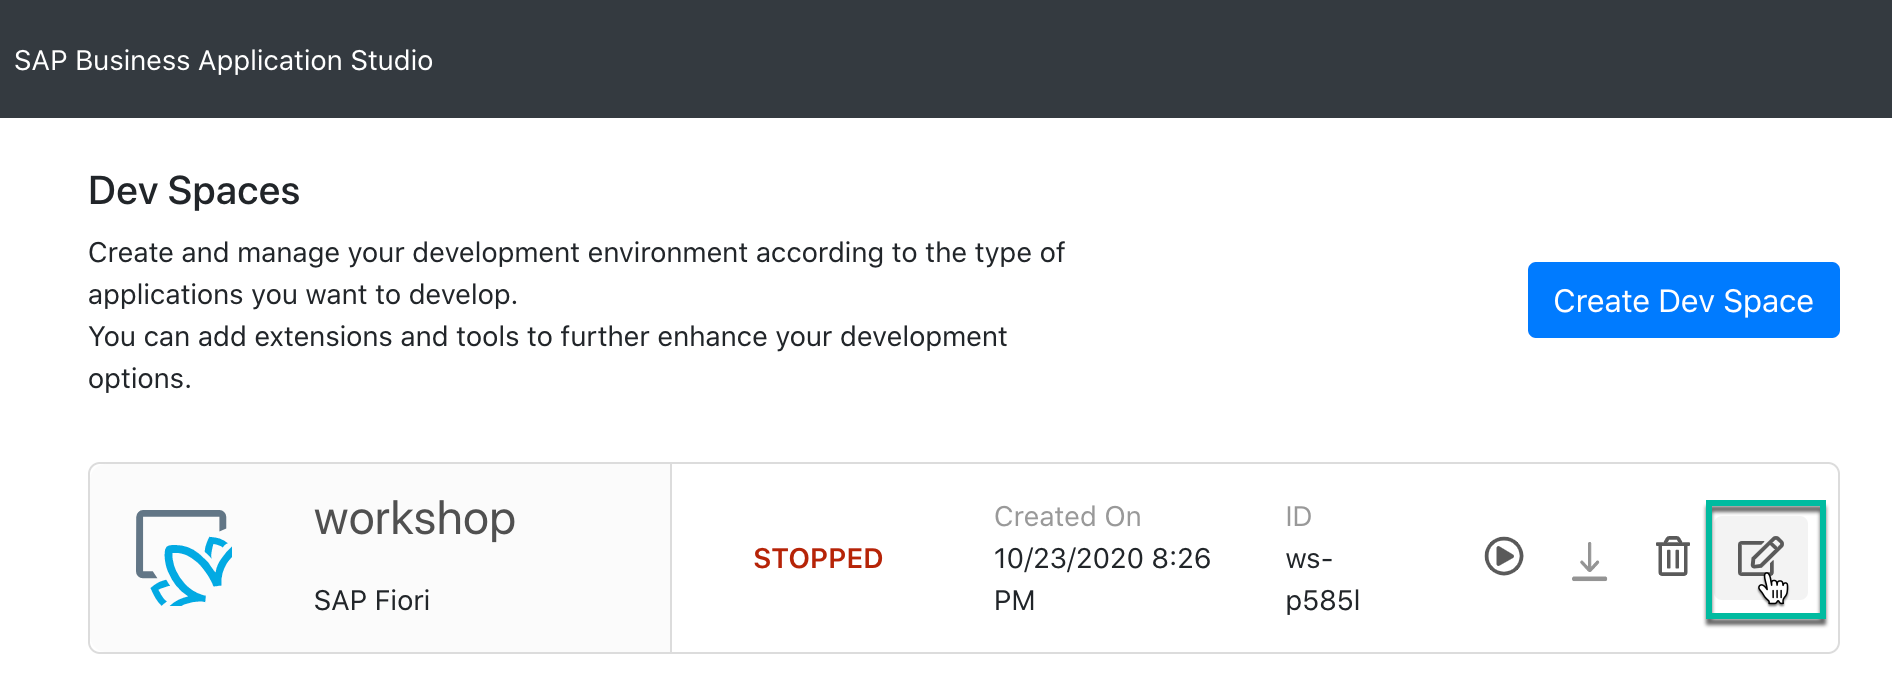 SAP Business Application Studio
Dev Spaces
Create and manage your development environment according to the type of
applications you want to develop.
You can add extensions and tools to further enhance your development
options.
Create Dev Space
workshop
SAP Fiori
STOPPED
Created On
10/23/2020 8:26
PM
ID
ws-
p585l